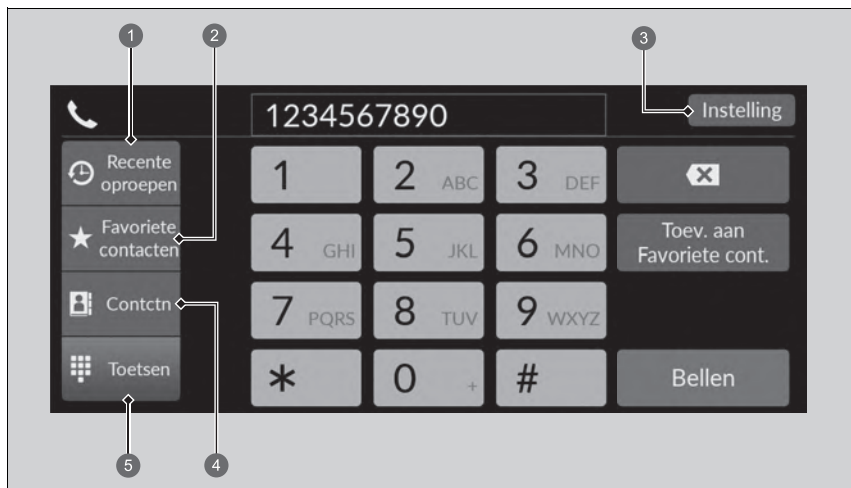 1
2
3
1234567890
Instelling
Recente
oproepen
Favoriete
contacten
Contctn
Toetsen
1
2 ABC
3 DEF
4 GHI
5 JKL
6 MNO
7 PQRS
8 TUV
9 WXYZ
*
0 +
#
Toev. aan
Favoriete cont.
Bellen
5
4